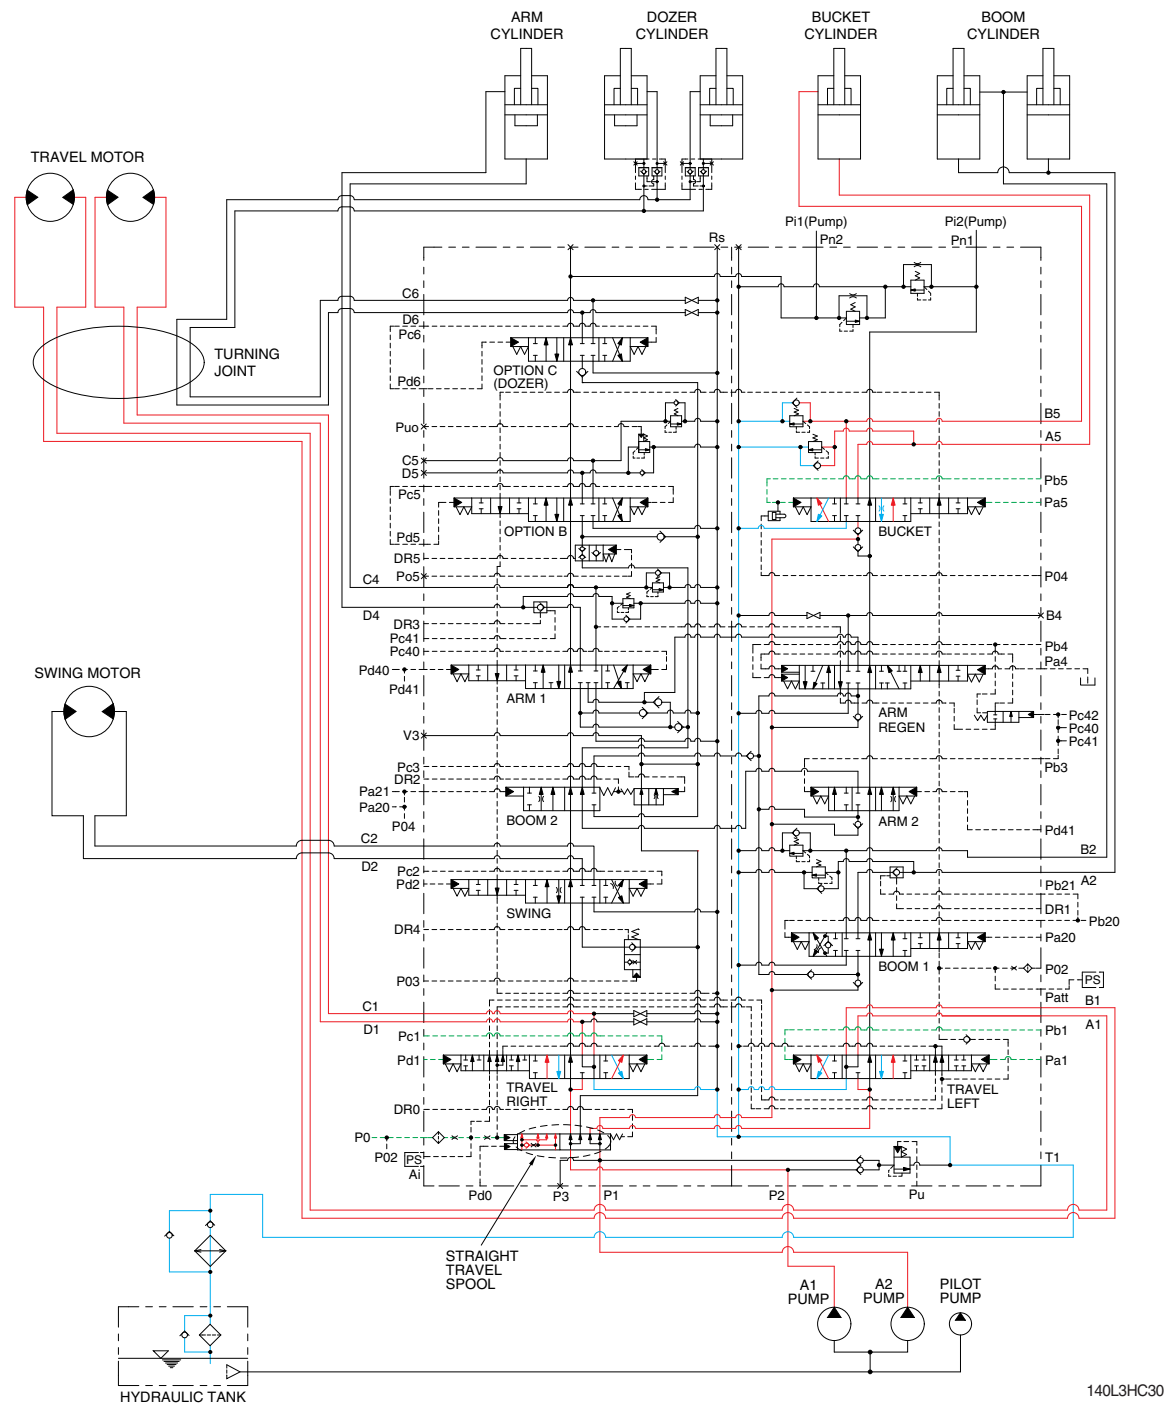 ARM
CYLINDER
DOZER
CYLINDER
BUCKET
CYLINDER
BOOM
CYLINDER
TRAVEL MOTOR
TURNING
JOINT
Pi1(Pump)
Pn2
Pi2(Pump)
Pn1
Rs
C6
D6
Pc6
Pd6
OPTION C
(DOZER)
Puo
C5
D5
Pc5
Pd5
OPTION B
DR5
Po5
B5
A5
Pb5
Pa5
BUCKET
P04
C4
D4
DR3
Pc41
Pc40
Pd40
Pd41
ARM 1
B4
Pb4
Pa4
ARM
REGEN
Pc42
Pc40
Pc41
SWING MOTOR
V3
Pc3
DR2
Pa21
Pa20
P04
BOOM 2
Pb3
ARM 2
Pd41
C2
D2
Pc2
Pd2
SWING
B2
A2
Pb21
DR1
Pb20
Pa20
BOOM 1
DR4
P03
P02
PS
Patt
C1
D1
Pc1
Pd1
TRAVEL
RIGHT
B1
A1
Pb1
Pa1
TRAVEL
LEFT
DR0
P0
P02
PS
Ai
Pd0
P3
P1
P2
Pu
T1
STRAIGHT
TRAVEL
SPOOL
A1
PUMP
A2
PUMP
PILOT
PUMP
HYDRAULIC TANK
140L3HC30